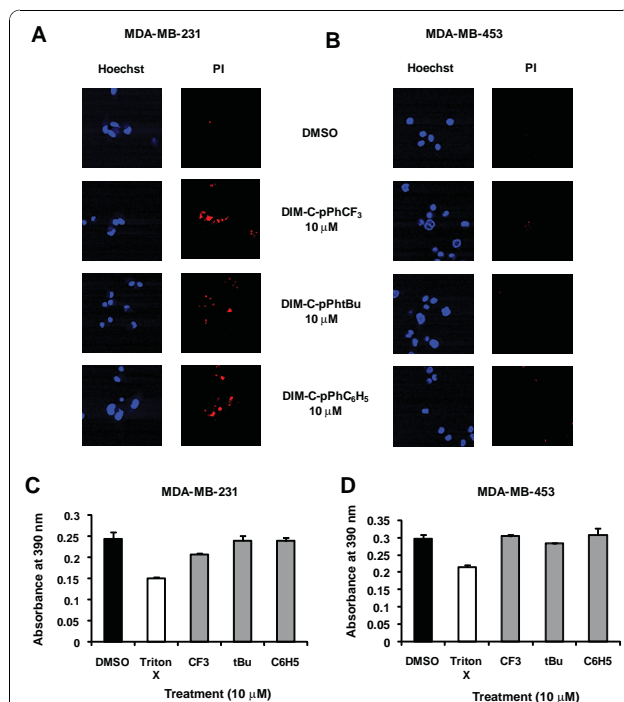 A
MDA-MB-231
Hoechst
PI
B
MDA-MB-453
Hoechst
PI
DMSO
DIM-C-pPhCF₃
10 μM
DIM-C-pPhtBu
10 μM
DIM-C-pPhC₆H₅
10 μM
C
MDA-MB-231
Absorbance at 390 nm
0.3
0.25
0.2
0.15
0.1
0.05
0
DMSO
Triton
X
CF3
tBu
C6H5
Treatment (10 μM)
D
MDA-MB-453
Absorbance at 390 nm
0.35
0.3
0.25
0.2
0.15
0.1
0.05
0
DMSO
Triton
X
CF3
tBu
C6H5
Treatment (10 μM)